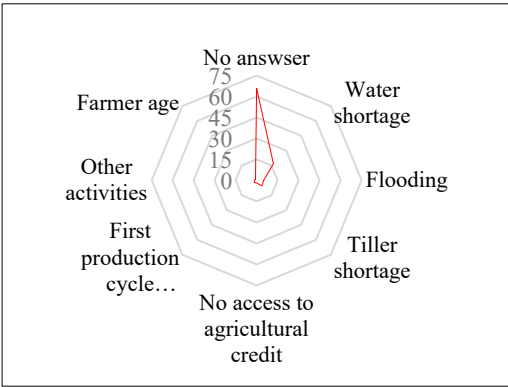 No answser
75
60
45
30
15
0
Water
shortage
Flooding
Tiller
shortage
No access to
agricultural
credit
First
production
cycle…
Other
activities
Farmer age